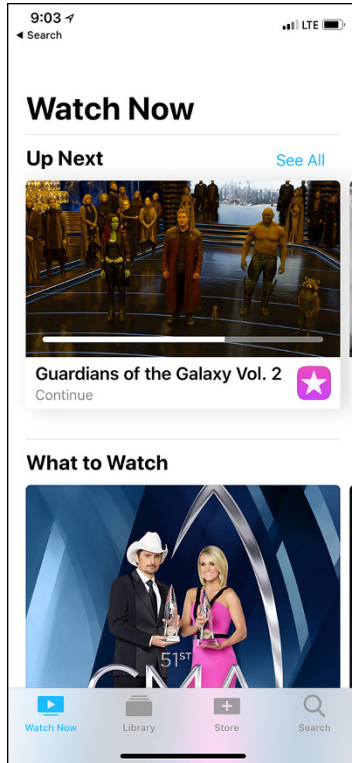 9:03
Search
LTE
Watch Now
Up Next
See All
Guardians of the Galaxy Vol. 2
Continue
What to Watch
51ST
CMA
Watch Now
Library
Store
Search